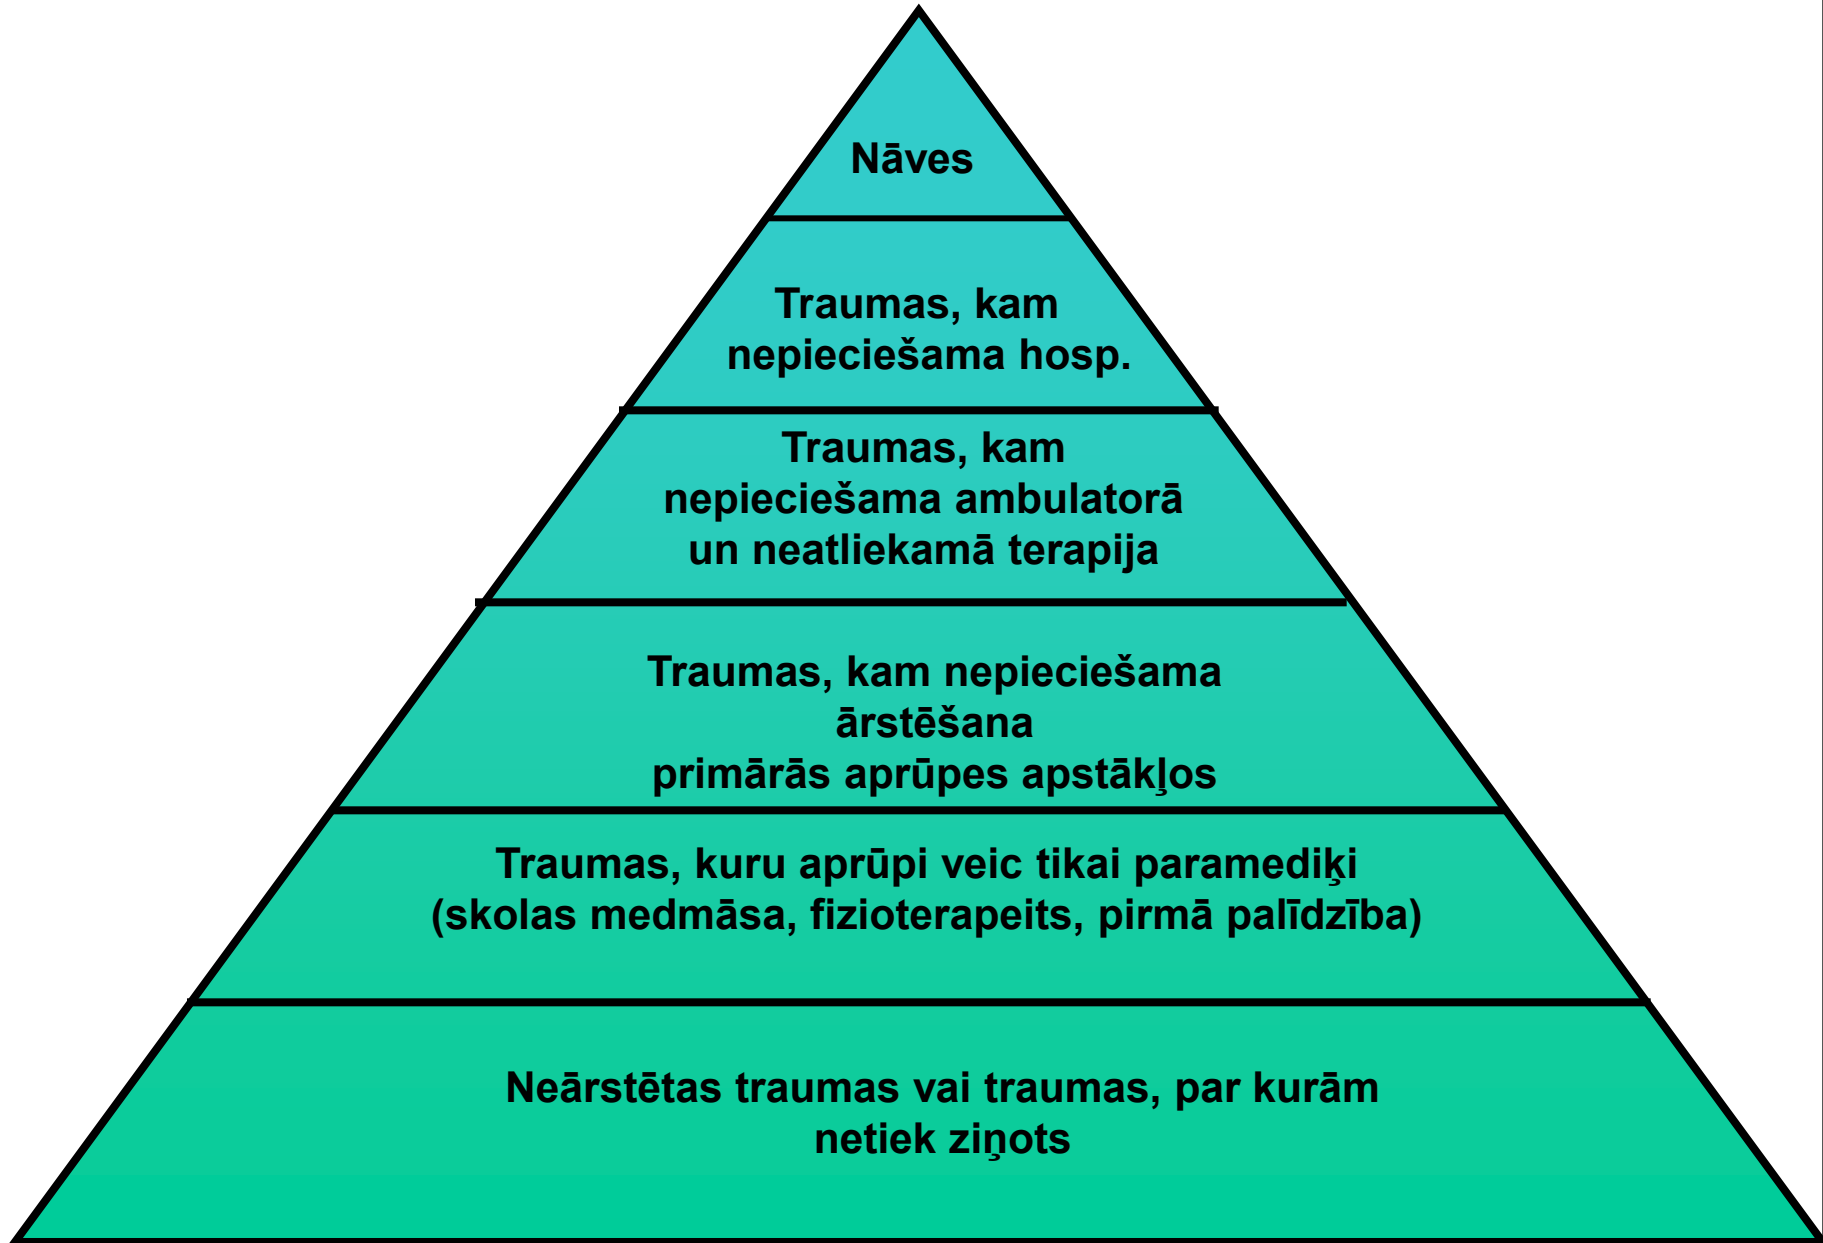 Nāves
Traumas, kam
nepieciešama hosp.
Traumas, kam
nepieciešama ambulatorā
un neatliekamā terapija
Traumas, kam nepieciešama
ārstēšana
primārās aprūpes apstākļos
Traumas, kuru aprūpi veic tikai paramediķi
(skolas medmāsa, fizioterapeits, pirmā palīdzība)
Neārstētas traumas vai traumas, par kurām
netiek ziņots